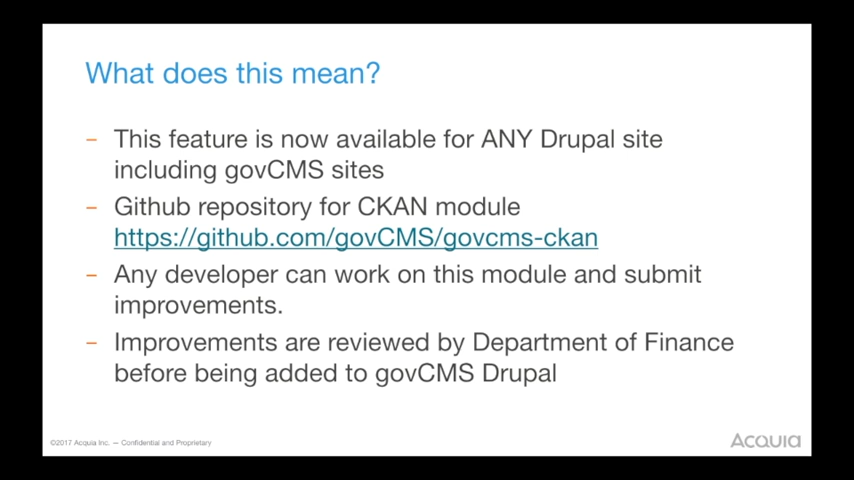 What does this mean?
– This feature is now available for ANY Drupal site
including govCMS sites
– Github repository for CKAN module
https://github.com/govCMS/govcms-ckan
– Any developer can work on this module and submit
improvements.
– Improvements are reviewed by Department of Finance
before being added to govCMS Drupal
©2017 Acquia Inc. — Confidential and Proprietary
ACQUIA